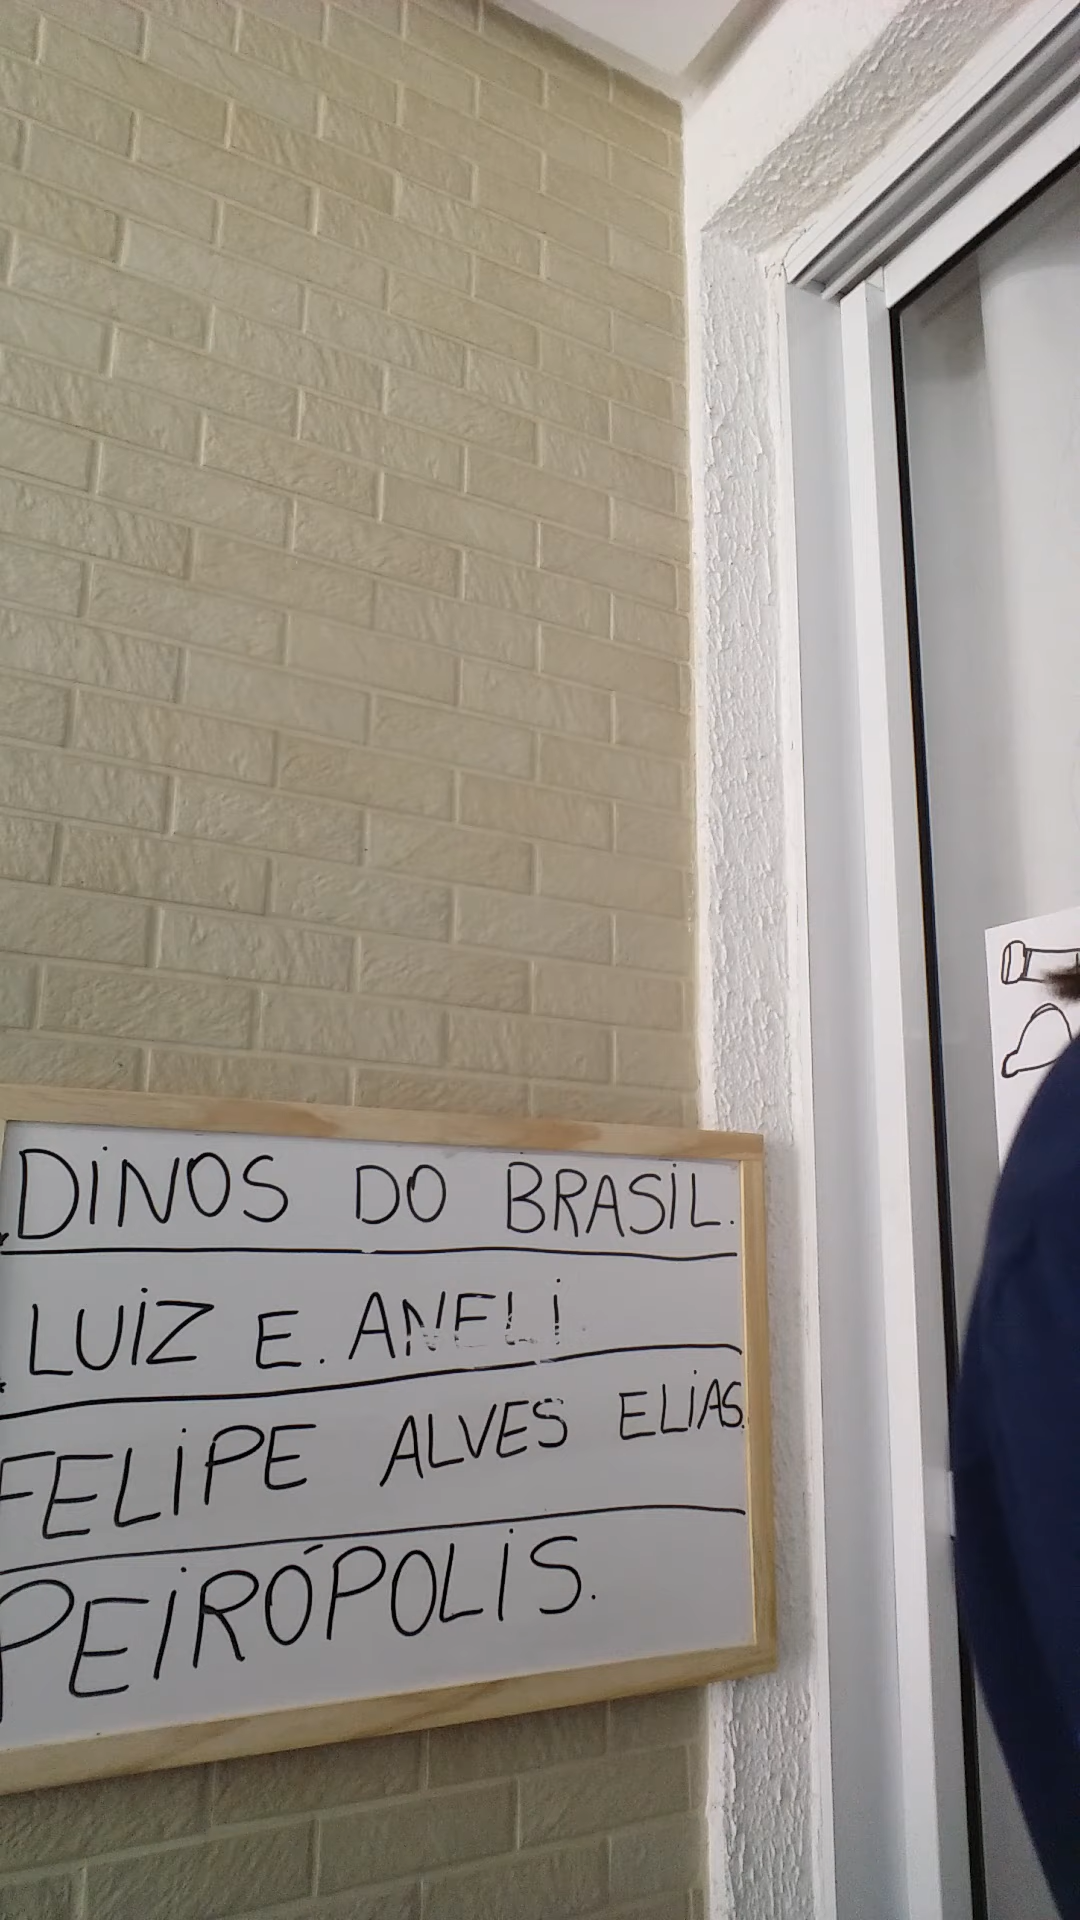 DINOS DO BRASIL.
LUIZ E. ANELI.
FELIPE ALVES ELIAS.
PEIRÓPOLIS.